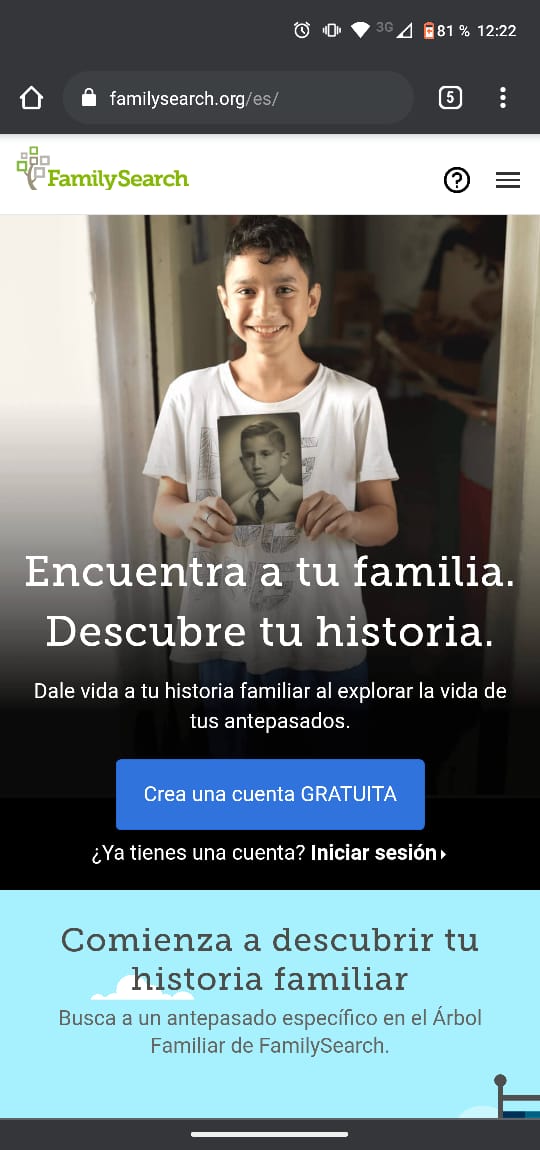 3G 81 % 12:22
familysearch.org/es/ 5
FamilySearch
Encuentra a tu familia.
Descubre tu historia.
Dale vida a tu historia familiar al explorar la vida de
tus antepasados.
Crea una cuenta GRATUITA
¿Ya tienes una cuenta? Iniciar sesión
Comienza a descubrir tu
historia familiar
Busca a un antepasado específico en el Árbol
Familiar de FamilySearch.